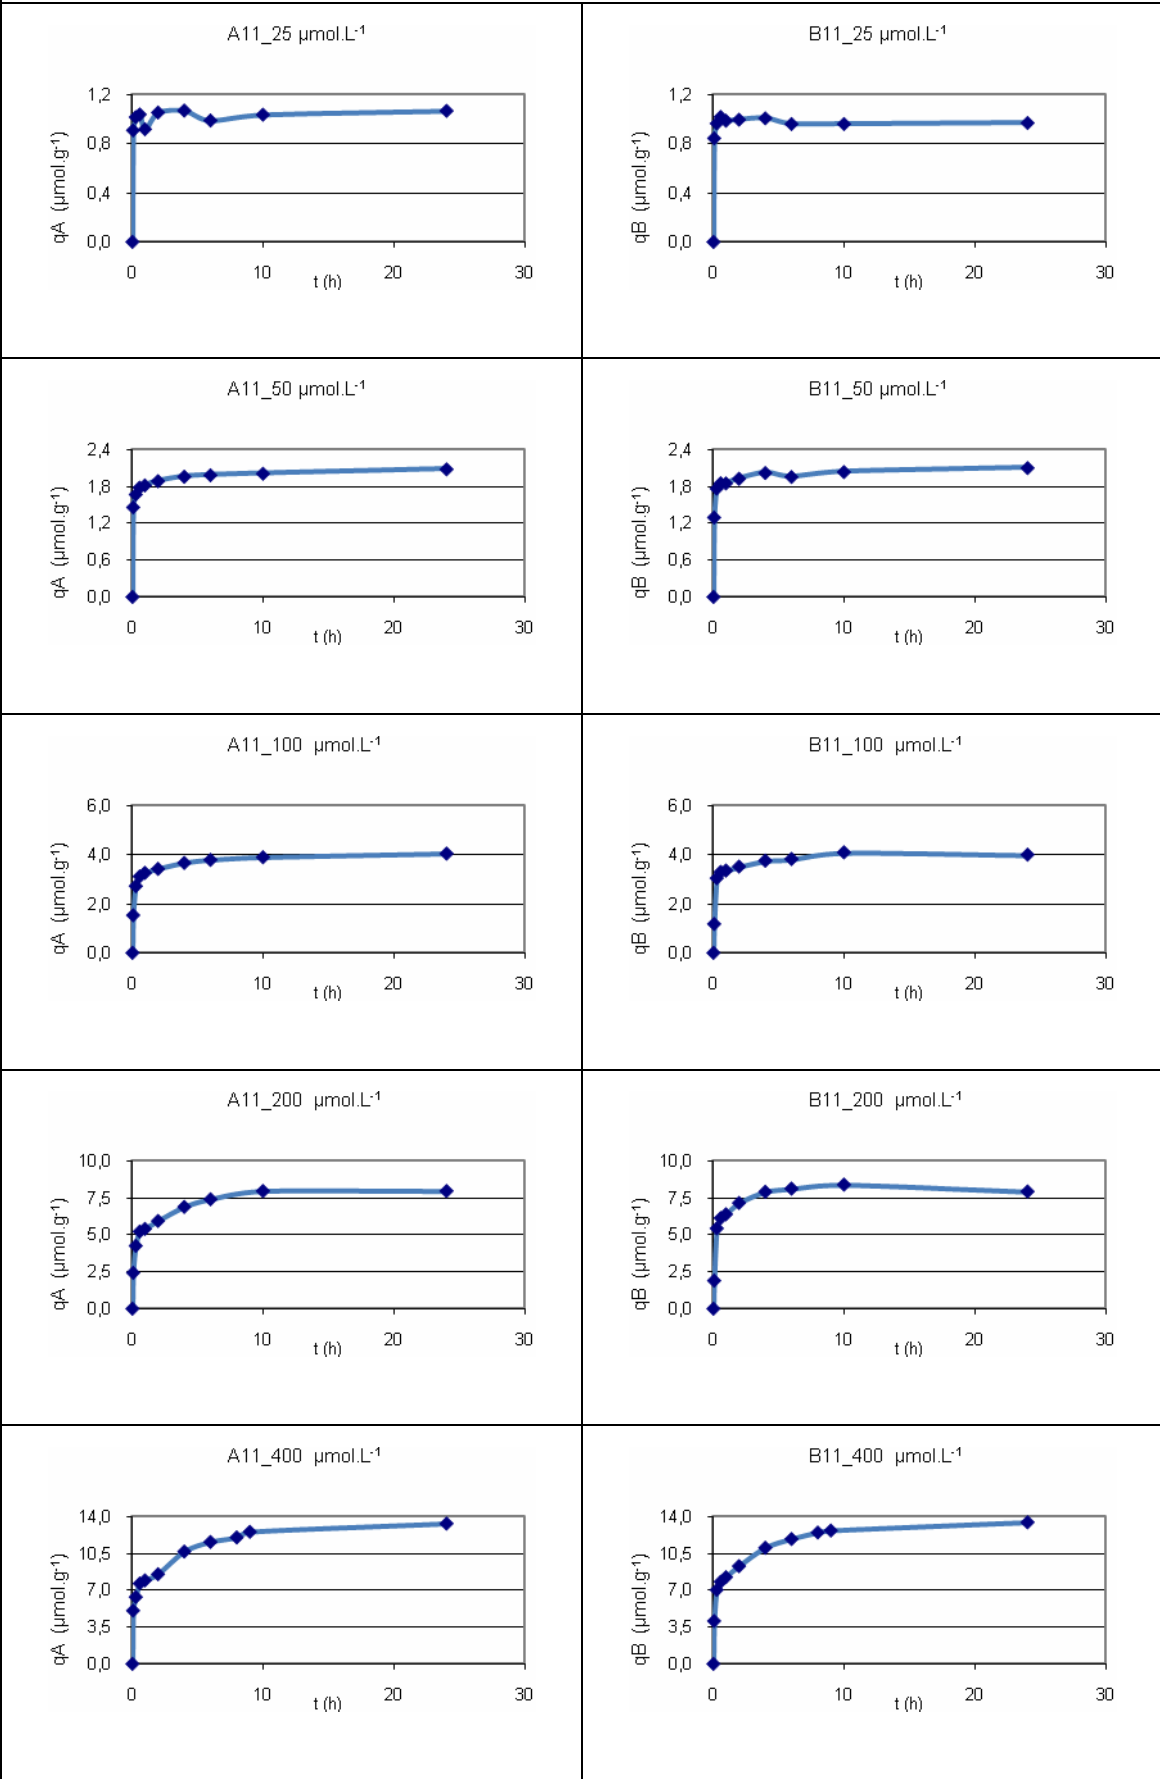 A11_25 µmol.L-1
qA (µmol.g-1)
1,2
0,8
0,4
0,0
0 10 20 30
t (h)
B11_25 µmol.L-1
qB (µmol.g-1)
1,2
0,8
0,4
0,0
0 10 20 30
t (h)
A11_50 µmol.L-1
qA (µmol.g-1)
2,4
1,8
1,2
0,6
0,0
0 10 20 30
t (h)
B11_50 µmol.L-1
qB (µmol.g-1)
2,4
1,8
1,2
0,6
0,0
0 10 20 30
t (h)
A11_100 µmol.L-1
qA (µmol.g-1)
6,0
4,0
2,0
0,0
0 10 20 30
t (h)
B11_100 µmol.L-1
qB (µmol.g-1)
6,0
4,0
2,0
0,0
0 10 20 30
t (h)
A11_200 µmol.L-1
qA (µmol.g-1)
10,0
7,5
5,0
2,5
0,0
0 10 20 30
t (h)
B11_200 µmol.L-1
qB (µmol.g-1)
10,0
7,5
5,0
2,5
0,0
0 10 20 30
t (h)
A11_400 µmol.L-1
qA (µmol.g-1)
14,0
10,5
7,0
3,5
0,0
0 10 20 30
t (h)
B11_400 µmol.L-1
qB (µmol.g-1)
14,0
10,5
7,0
3,5
0,0
0 10 20 30
t (h)